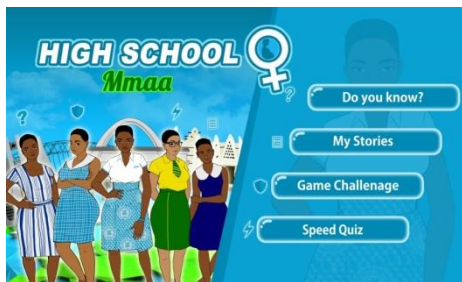 HIGH SCHOOL
Mmaa
Do you know?
My Stories
Game Challenage
Speed Quiz